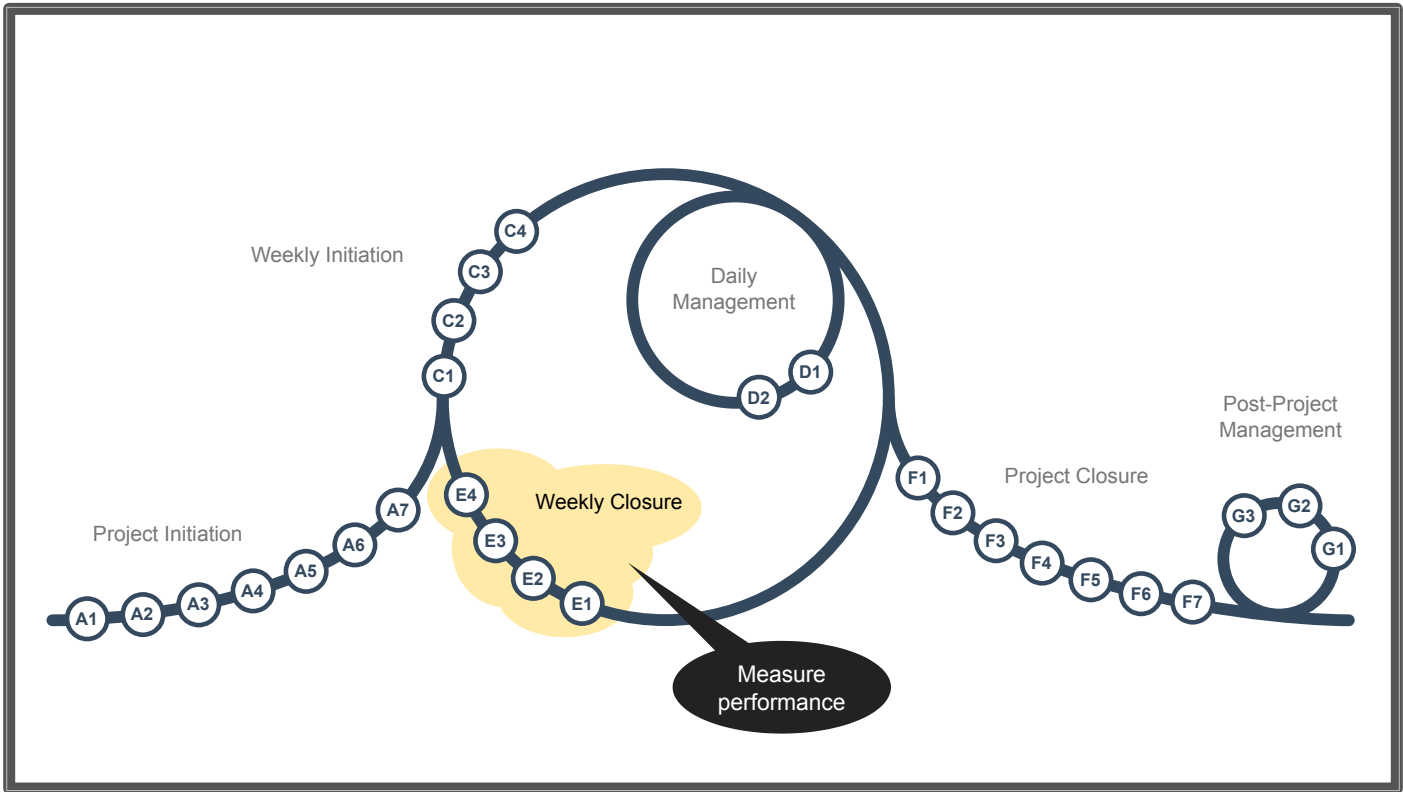 C4
Weekly Initiation
C3
C2
C1
Daily
Management
D1
D2
Post-Project
Management
Project Closure
Project Initiation
Weekly Closure
A1
A2
A3
A4
A5
A6
A7
E4
E3
E2
E1
F1
F2
F3
F4
F5
F6
F7
G3
G2
G1
Measure
performance